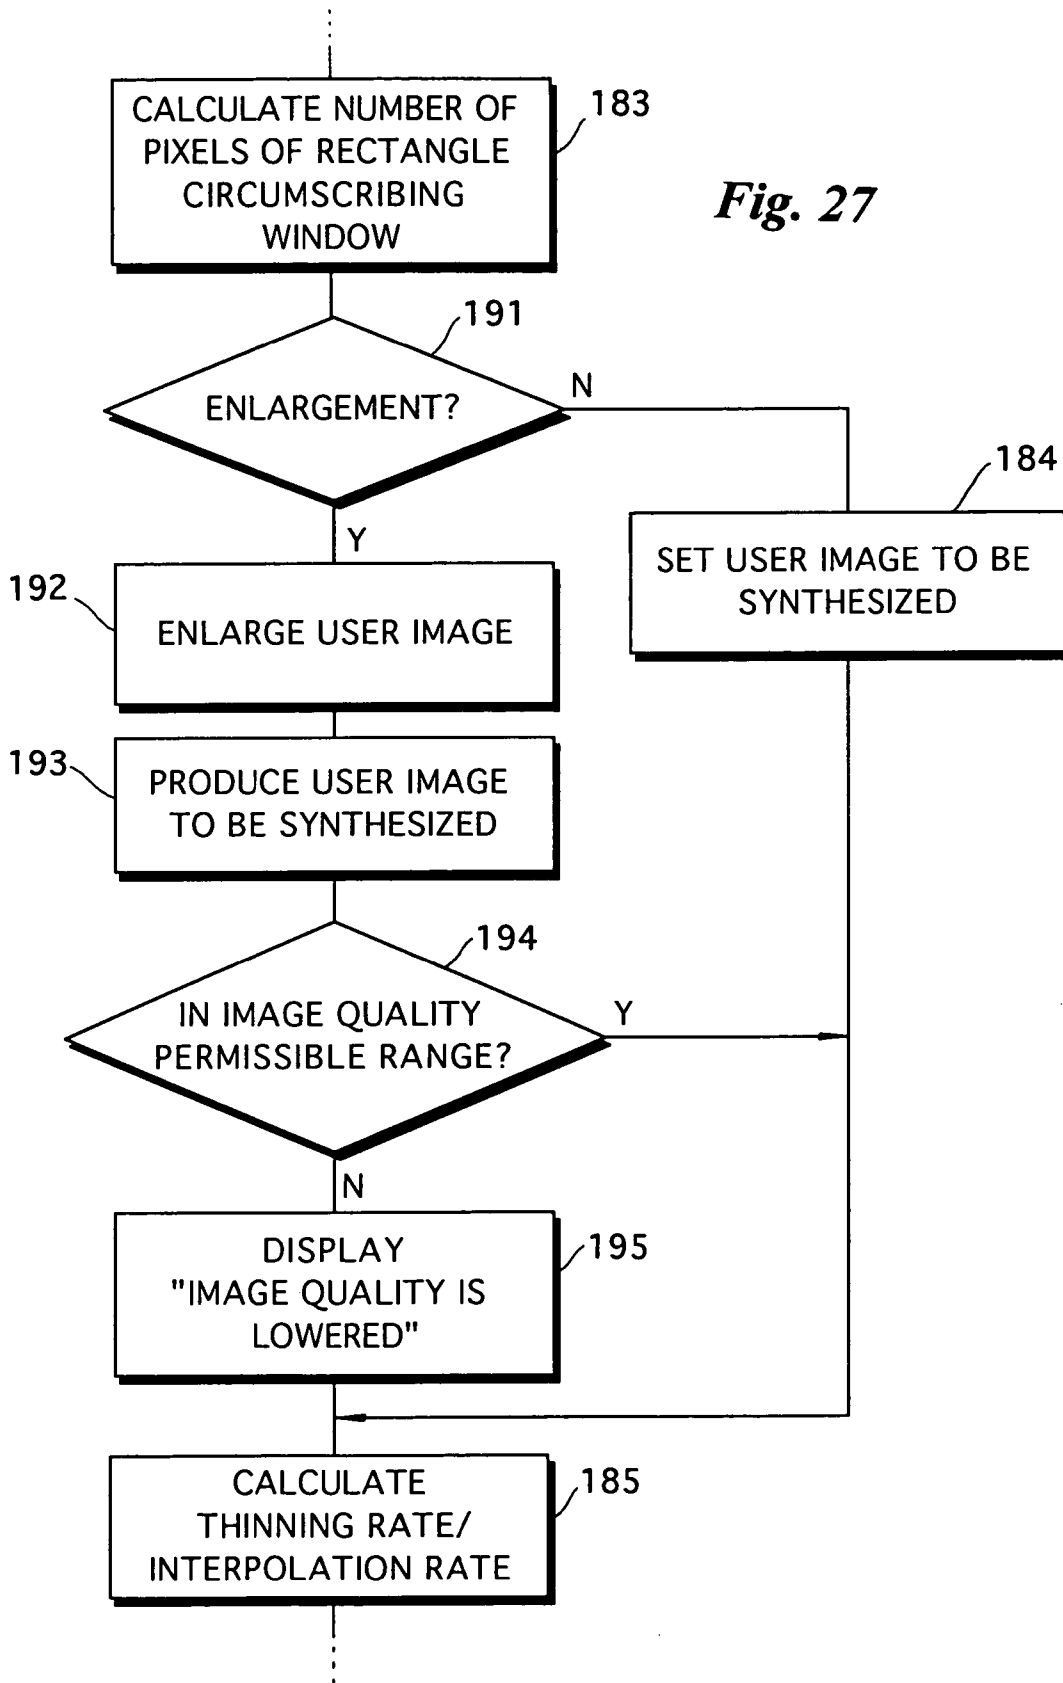 CALCULATE NUMBER OF
PIXELS OF RECTANGLE
CIRCUMSCRIBING
WINDOW
183
Fig. 27
191
ENLARGEMENT?
N
184
Y
SET USER IMAGE TO BE
SYNTHESIZED
192
ENLARGE USER IMAGE
193
PRODUCE USER IMAGE
TO BE SYNTHESIZED
194
IN IMAGE QUALITY
PERMISSIBLE RANGE?
Y
N
DISPLAY
"IMAGE QUALITY IS
LOWERED"
195
CALCULATE
THINNING RATE/
INTERPOLATION RATE
185